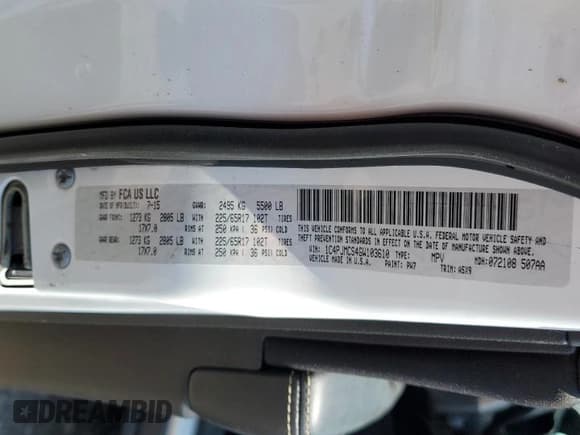 MFD BY FCA US LLC
DATE OF MFR(BUILT): 7-15 GVWR: 2495 KG 5500 LB
GAWR FRONT: 1273 KG 2805 LB WITH 225/65R17 102T TIRES
17X7.0 RIMS AT 250 KPA ( 36 PSI) COLD
GAWR REAR: 1273 KG 2805 LB WITH 225/65R17 102T TIRES
17X7.0 RIMS AT 250 KPA ( 36 PSI) COLD
THIS VEHICLE CONFORMS TO ALL APPLICABLE U.S.A. FEDERAL MOTOR VEHICLE SAFETY AND
THEFT PREVENTION STANDARDS IN EFFECT ON THE DATE OF MANUFACTURE SHOWN ABOVE.
VIN: 1C4PJMCS4GW103610 TYPE: MPV MDH: 072108 507AA
VEHICLE MADE IN U.S.A. PAINT: PW7 TRIM: A5X9
DREAMBID